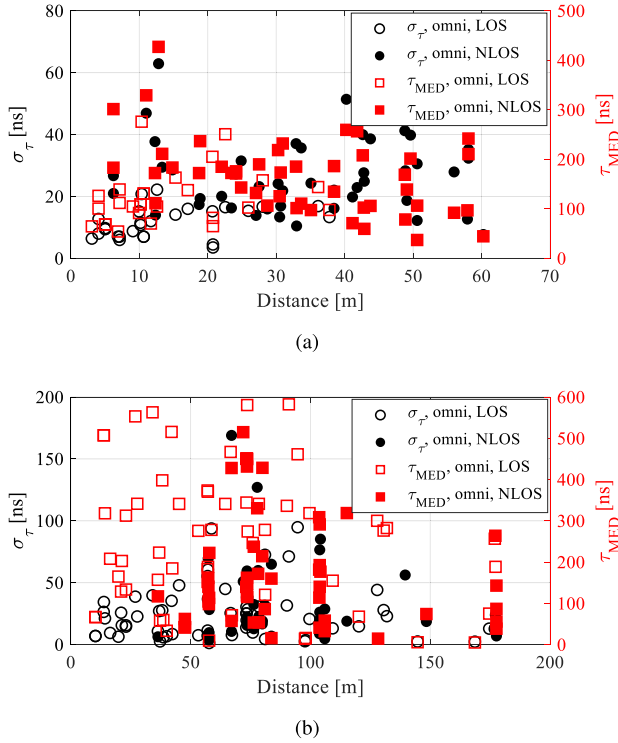 80
60
40
20
0
σ_τ [ns]
0 10 20 30 40 50 60 70
Distance [m]
500
400
300
200
100
0
τ_MED [ns]
σ_τ, omni, LOS
σ_τ, omni, NLOS
τ_MED, omni, LOS
τ_MED, omni, NLOS
(a)
200
150
100
50
0
σ_τ [ns]
0 50 100 150 200
Distance [m]
600
500
400
300
200
100
0
τ_MED [ns]
σ_τ, omni, LOS
σ_τ, omni, NLOS
τ_MED, omni, LOS
τ_MED, omni, NLOS
(b)